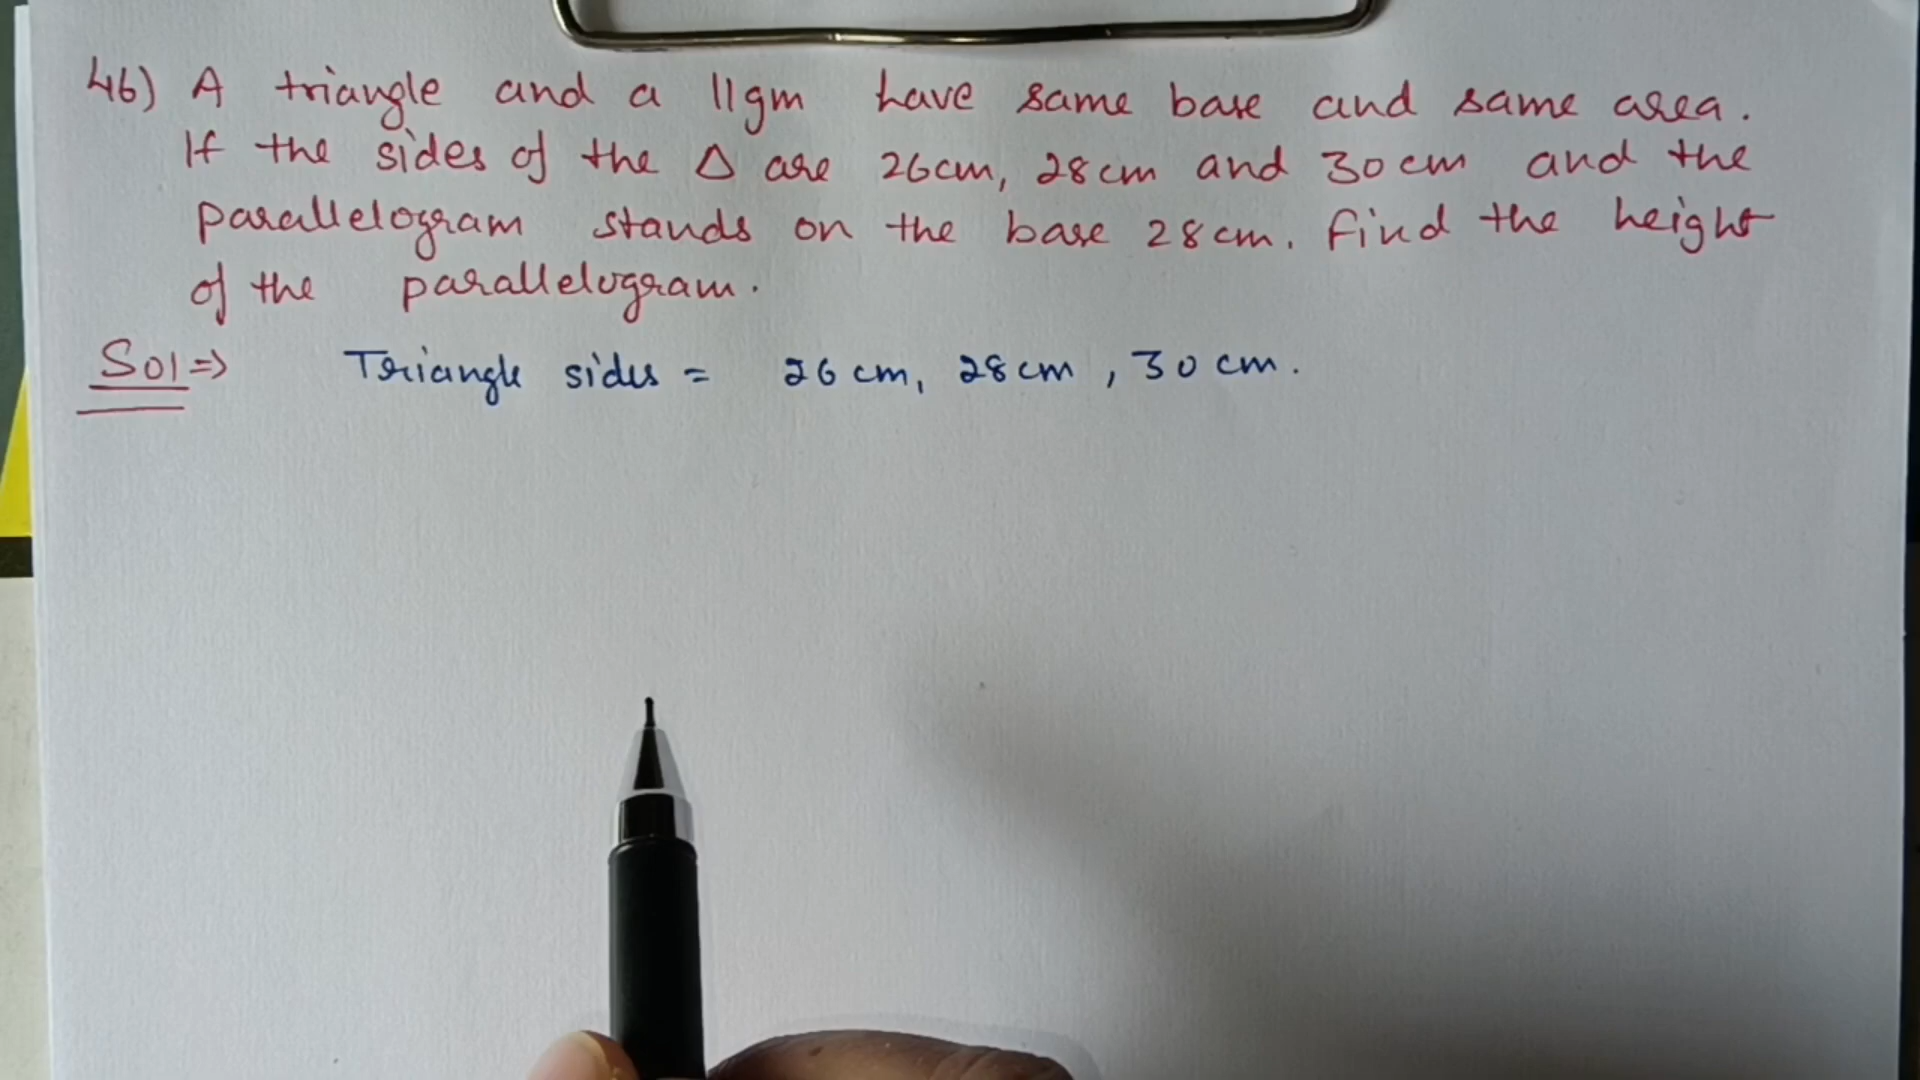 46) A triangle and a llgm have same base and same area.
If the sides of the Δ are 26cm, 28cm and 30cm and the
parallelogram stands on the base 28cm. Find the height
of the parallelogram.
Sol => Triangle sides = 26 cm, 28cm, 30 cm.